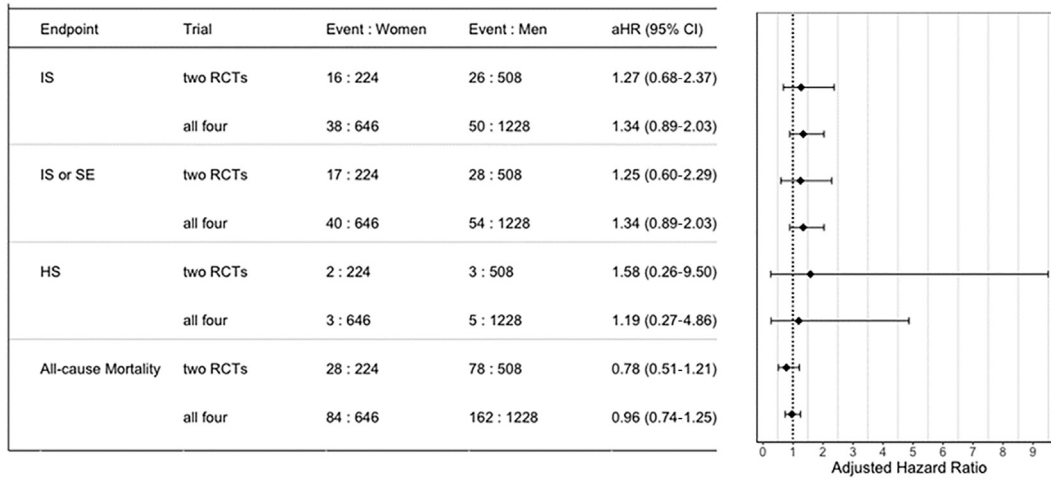 Endpoint Trial Event : Women Event : Men aHR (95% CI)
IS two RCTs 16 : 224 26 : 508 1.27 (0.68-2.37)
all four 38 : 646 50 : 1228 1.34 (0.89-2.03)
IS or SE two RCTs 17 : 224 28 : 508 1.25 (0.60-2.29)
all four 40 : 646 54 : 1228 1.34 (0.89-2.03)
HS two RCTs 2 : 224 3 : 508 1.58 (0.26-9.50)
all four 3 : 646 5 : 1228 1.19 (0.27-4.86)
All-cause Mortality two RCTs 28 : 224 78 : 508 0.78 (0.51-1.21)
all four 84 : 646 162 : 1228 0.96 (0.74-1.25)
0 1 2 3 4 5 6 7 8 9
Adjusted Hazard Ratio